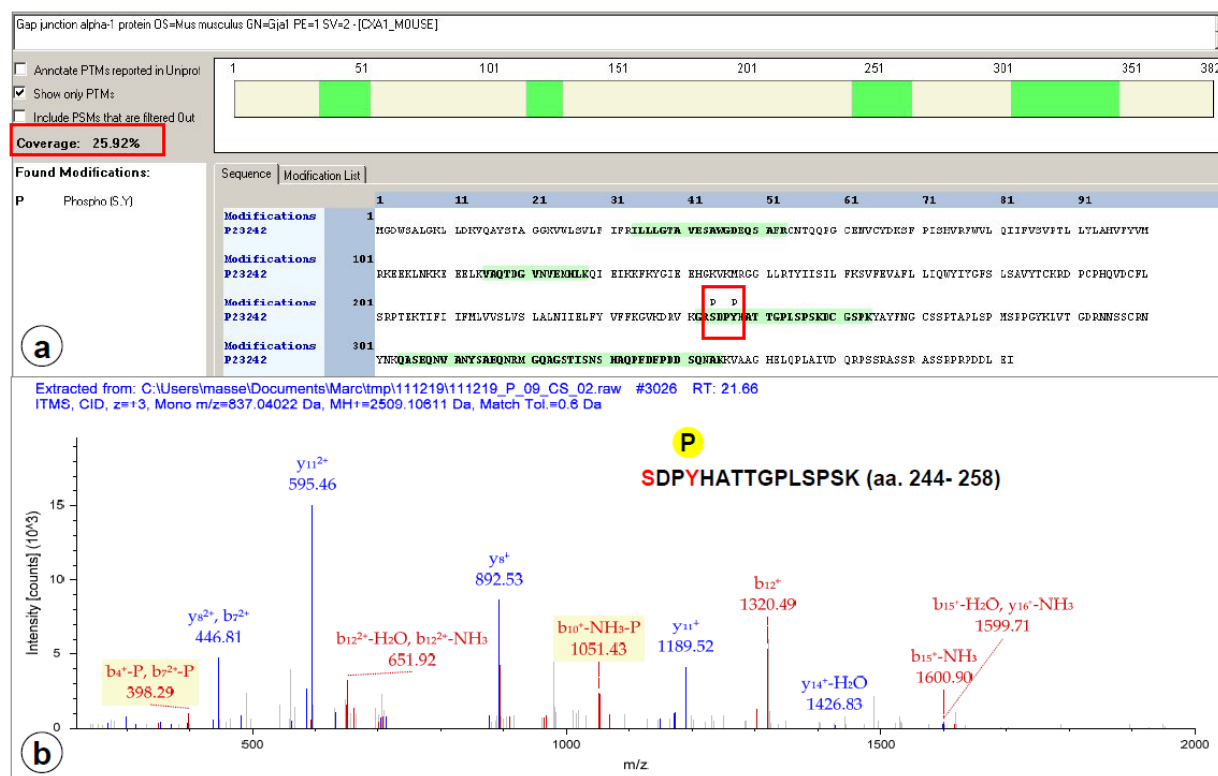 Gap junction alpha-1 protein OS=Mus musculus GN=Gja1 PE=1 SV=2 - [CXA1_MOUSE]
Annotate PTMs reported in Uniprot
Show only PTMs
Include PSMs that are filtered Out
Coverage: 25.92%
1 51 101 151 201 251 301 351 382
Found Modifications:
P Phospho (S,Y)
Sequence Modification List
1 11 21 31 41 51 61 71 81 91
Modifications 1
P23242 MGDWSALGKL LDKVQAYSTA GGKVWLSVLF IFRILLLGTA VESAWGDEQS AFRCNTQQPG CENVCYDKSF PISHVRFWVL QIIFVSVPTL LYLAHVFYVM
Modifications 101
P23242 RKEEKLNKKE EELKVAQTDG VNVEMHLKQI EIKKFKYGIE EHGKVKMRGG LLRTYIISIL FKSVFEVAFL LIQWYIYGFS LSAVYTCKRD PCPHQVDCFL
Modifications 201 P P
P23242 SRPTEKTIFI IFMLVVSLVS LALNIIELFY VFFKGVKDRV KGRSDPYHAT TGPLSPSKDC GSPKYAYFNG CSSPTAPLSP MSPPGYKLVT GDRNNSSCRN
Modifications 301
P23242 YNKQASEQNW ANYSAEQNRM GQAGSTISNS HAQPFDFPDD SQNAKKVAAG HELQPLAIVD QRPSSRASSR ASSRPRPDDL EI
a
Extracted from: C:\Users\masse\Documents\Marc\tmp\111219\111219_P_09_CS_02.raw #3026 RT: 21.66
ITMS, CID, z=+3, Mono m/z=837.04022 Da, MH+=2509.10611 Da, Match Tol.=0.6 Da
P
SDPYHATTGPLSPSK (aa. 244- 258)
y₁₁²⁺
595.46
y₈⁺
892.53
b₁₂⁺
1320.49
y₈²⁺, b₇²⁺
446.81
b₁₂²⁺-H₂O, b₁₂²⁺-NH₃
651.92
b₁₀⁺-NH₃-P
1051.43
y₁₁⁺
1189.52
b₁₅⁺-H₂O, y₁₆⁺-NH₃
1599.71
b₄⁺-P, b₇²⁺-P
398.29
y₁₄⁺-H₂O
1426.83
b₁₅⁺-NH₃
1600.90
Intensity [counts] (10^3)
15
10
5
0
500 1000 1500 2000
m/z
b